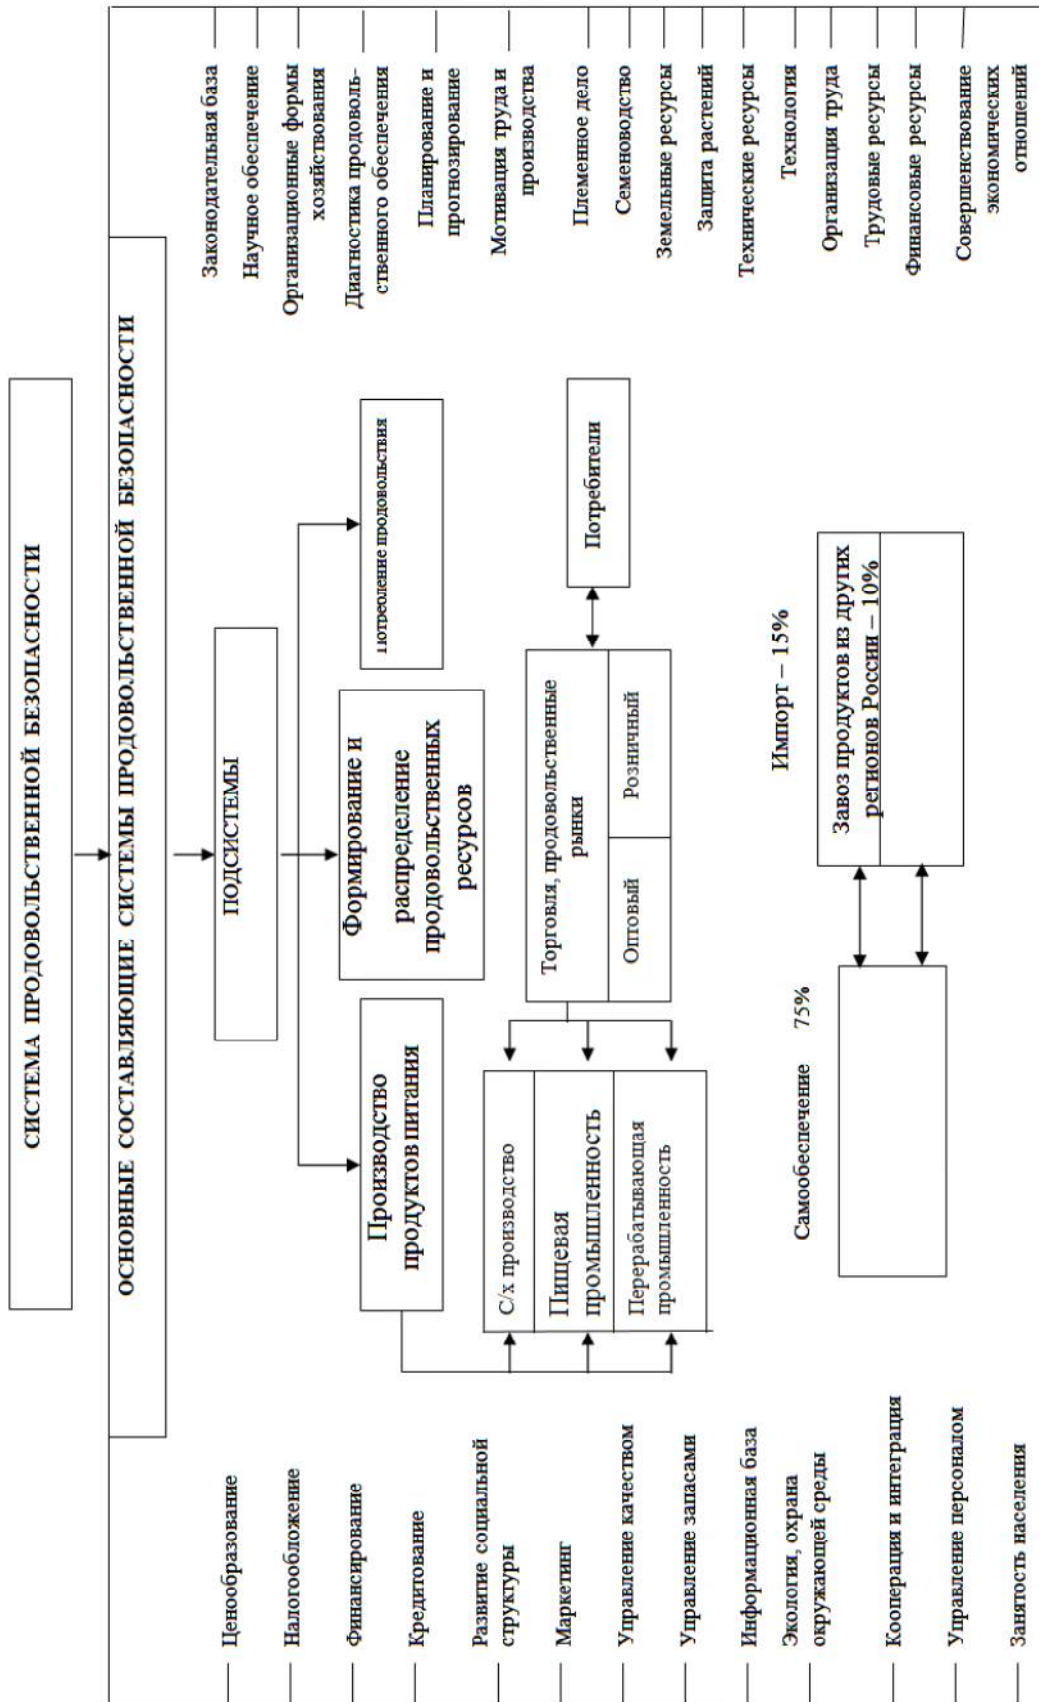 СИСТЕМА ПРОДОВОЛЬСТВЕННОЙ БЕЗОПАСНОСТИ
ОСНОВНЫЕ СОСТАВЛЯЮЩИЕ СИСТЕМЫ ПРОДОВОЛЬСТВЕННОЙ БЕЗОПАСНОСТИ
Ценообразование
Налогообложение
Финансирование
Кредитование
Развитие социальной
структуры
Маркетинг
Управление качеством
Управление запасами
Информационная база
Экология, охрана
окружающей среды
Кооперация и интеграция
Управление персоналом
Занятость населения
ПОДСИСТЕМЫ
Производство
продуктов питания
Формирование и
распределение
продовольственных
ресурсов
Потребление продовольствия
С/х производство
Пищевая
промышленность
Перерабатывающая
промышленность
Торговля, продовольственные
рынки
Оптовый
Розничный
Потребители
Самообеспечение 75%
Импорт – 15%
Завоз продуктов из других
регионов России – 10%
Законодательная база
Научное обеспечение
Организационные формы
хозяйствования
Диагностика продоволь-
ственного обеспечения
Планирование и
прогнозирование
Мотивация труда и
производства
Племенное дело
Семеноводство
Земельные ресурсы
Защита растений
Технические ресурсы
Технология
Организация труда
Трудовые ресурсы
Финансовые ресурсы
Совершенствование
экономических
отношений